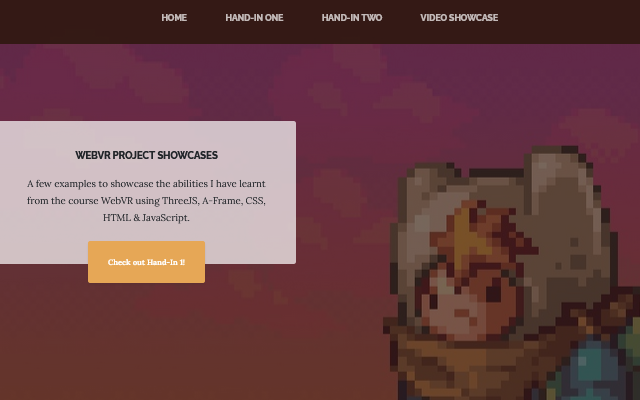 HOME HAND-IN ONE HAND-IN TWO VIDEO SHOWCASE
WEBVR PROJECT SHOWCASES
A few examples to showcase the abilities I have learnt
from the course WebVR using ThreeJS, A-Frame, CSS,
HTML & JavaScript.
Check out Hand-In 1!